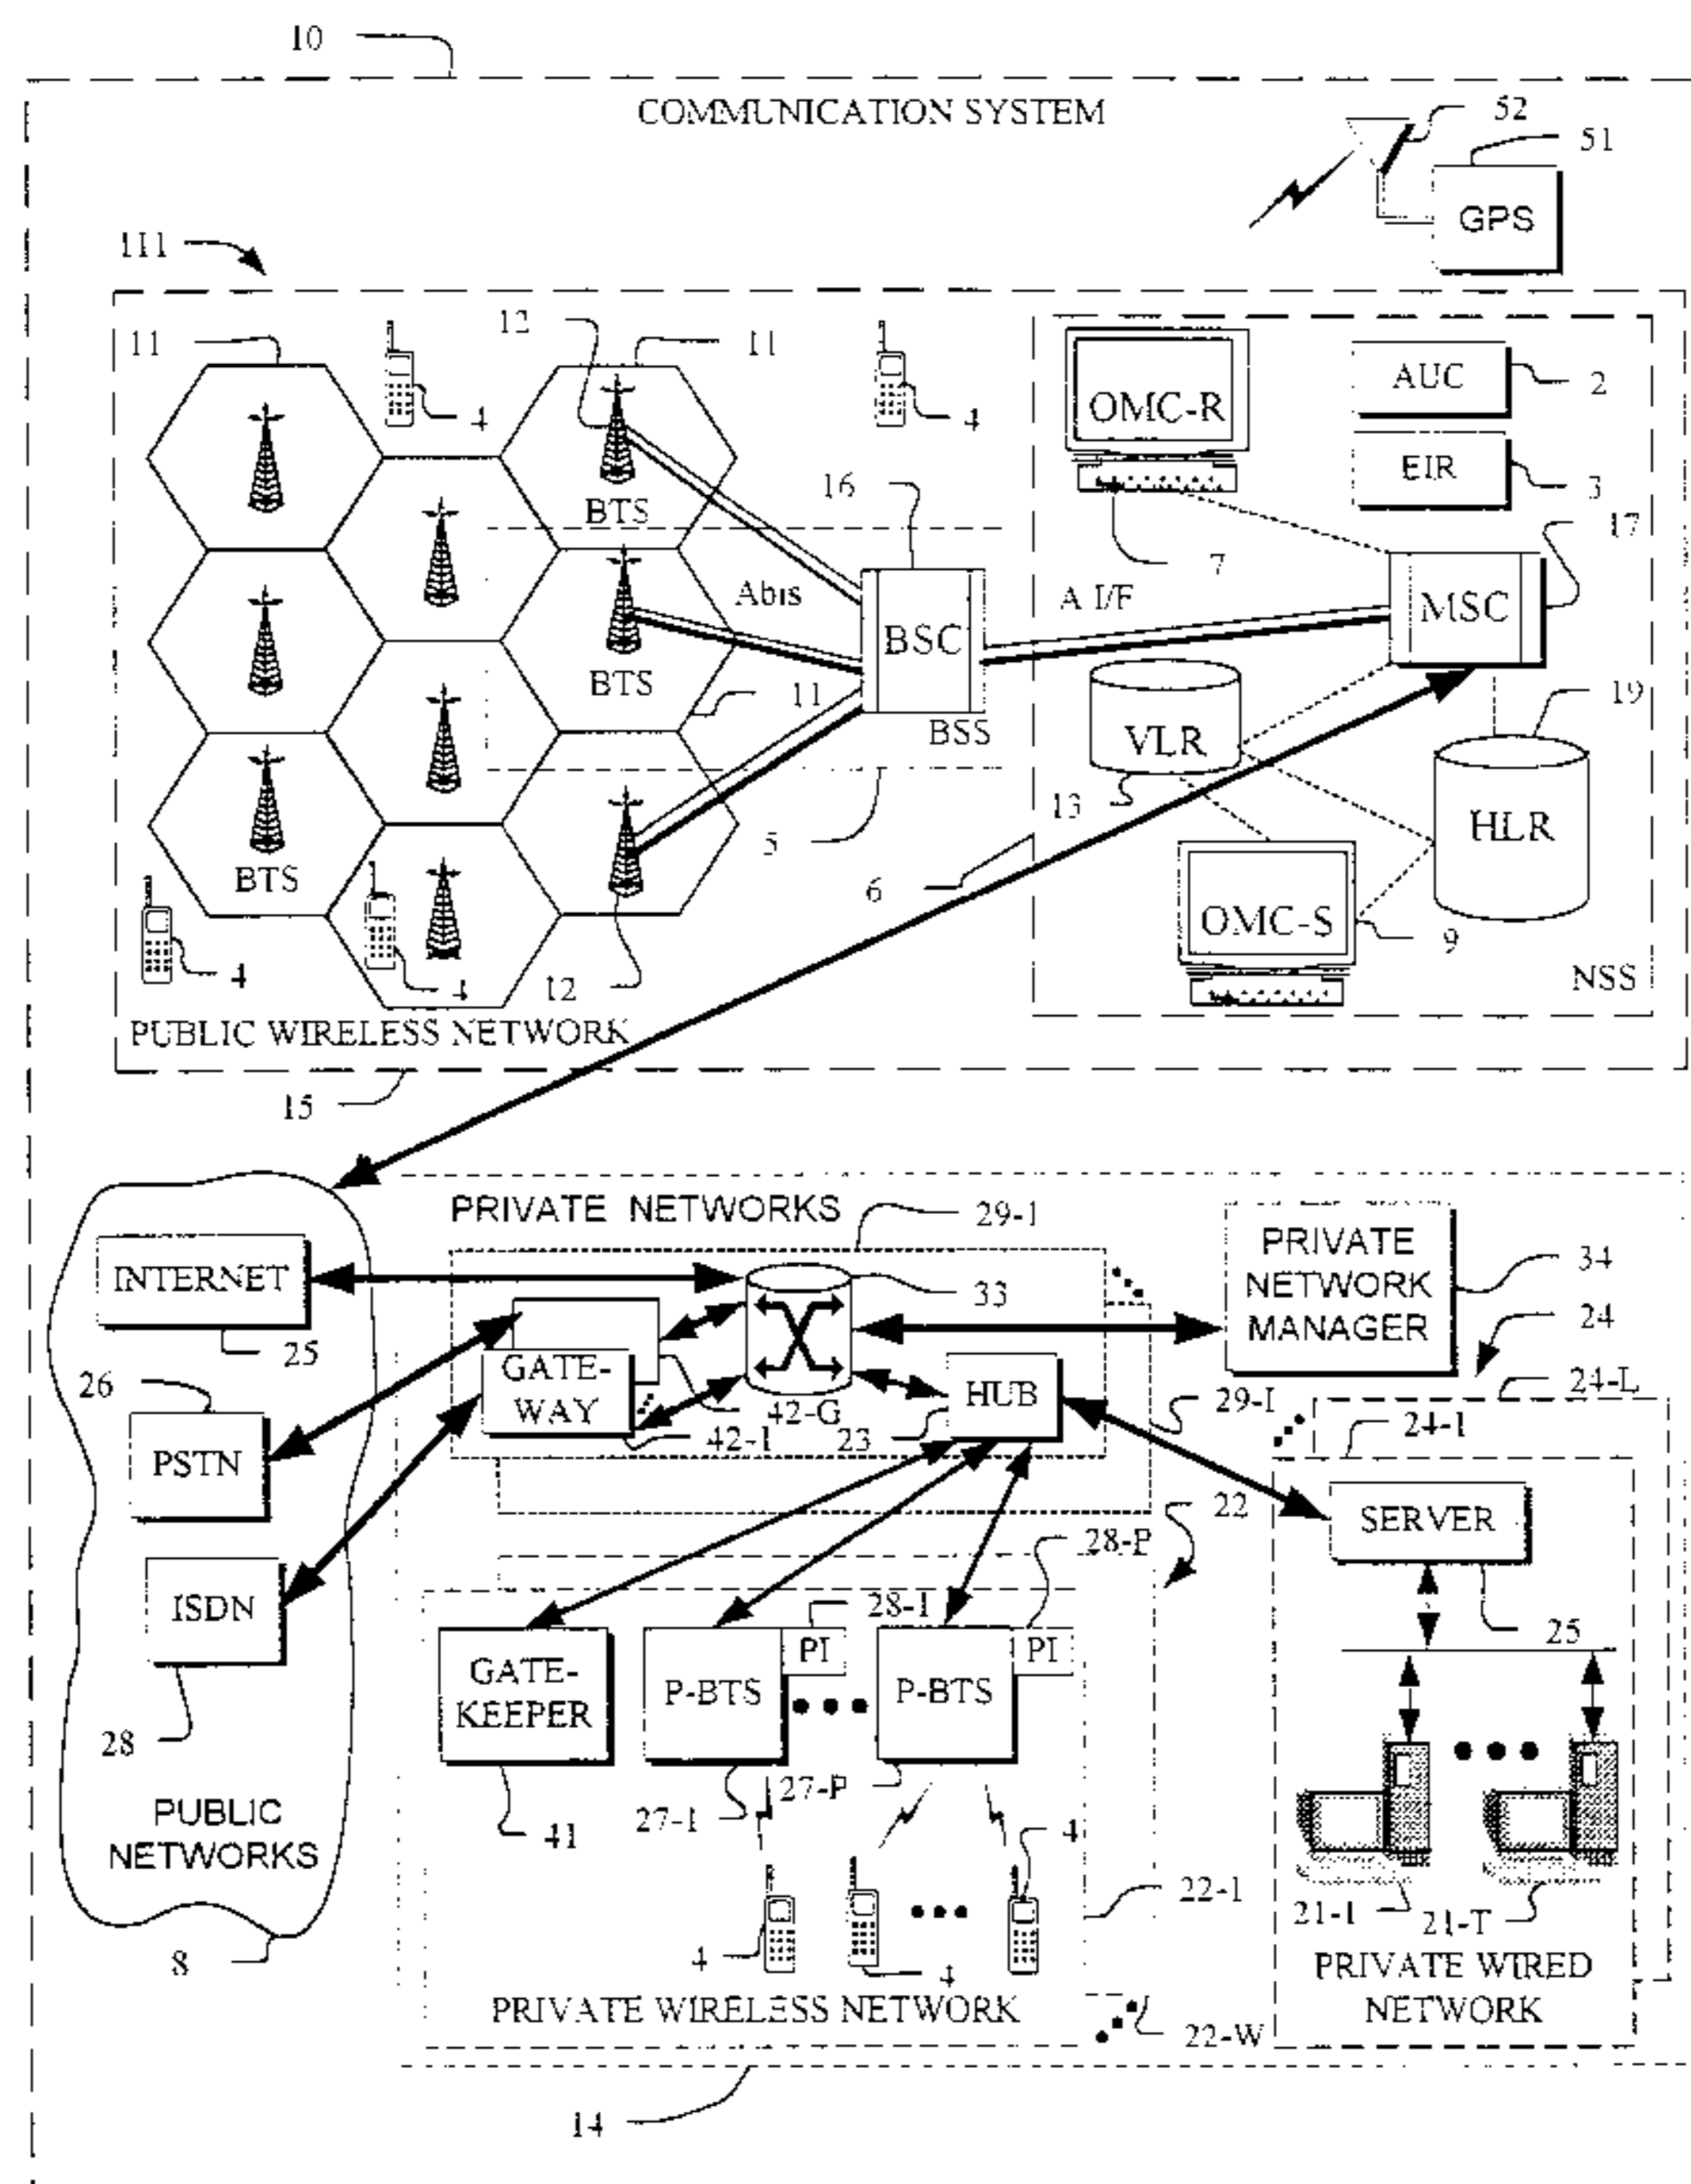 10
COMMUNICATION SYSTEM
52
51
GPS
111
11
12
11
4
4
OMC-R
AUC
2
EIR
3
BTS
16
7
17
Abis
BSC
A I/F
MSC
BTS
11
BSS
VLR
19
13
HLR
5
6
BTS
OMC-S
9
4
4
12
NSS
PUBLIC WIRELESS NETWORK
15
PRIVATE NETWORKS
29-1
INTERNET
33
PRIVATE
NETWORK
MANAGER
34
25
24
26
GATE-
WAY
HUB
24-L
42-G
29-I
PSTN
42-1
23
24-1
22
SERVER
28-P
28-1
ISDN
25
GATE-
KEEPER
P-BTS
PI
P-BTS
PI
28
27-P
27-1
41
4
PUBLIC
NETWORKS
22-1
21-1
21-T
8
4
4
PRIVATE WIRED
NETWORK
PRIVATE WIRELESS NETWORK
22-W
14